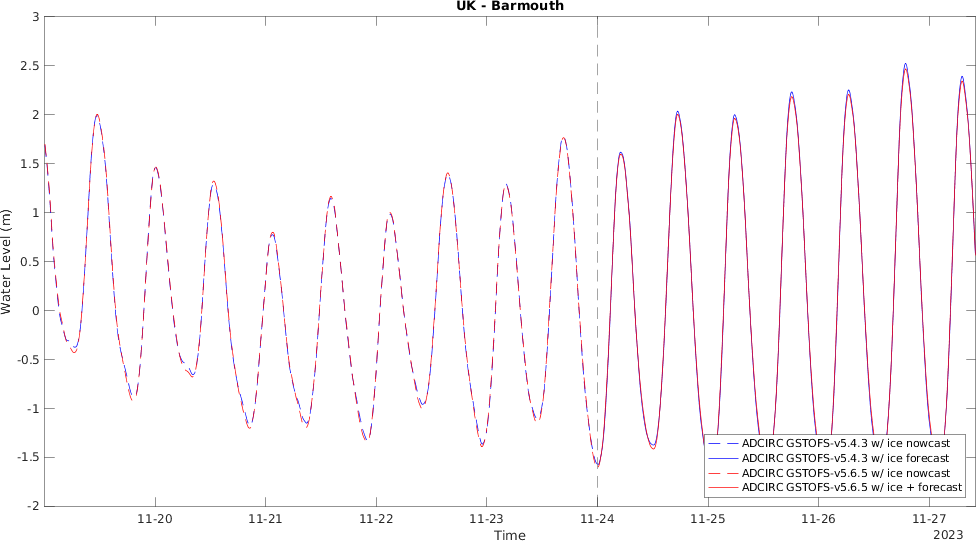 UK - Barmouth
3
2.5
2
1.5
1
0.5
0
-0.5
-1
-1.5
-2
Water Level (m)
ADCIRC GSTOFS-v5.4.3 w/ ice nowcast
ADCIRC GSTOFS-v5.4.3 w/ ice forecast
ADCIRC GSTOFS-v5.6.5 w/ ice nowcast
ADCIRC GSTOFS-v5.6.5 w/ ice + forecast
11-20 11-21 11-22 11-23 11-24 11-25 11-26 11-27
Time
2023